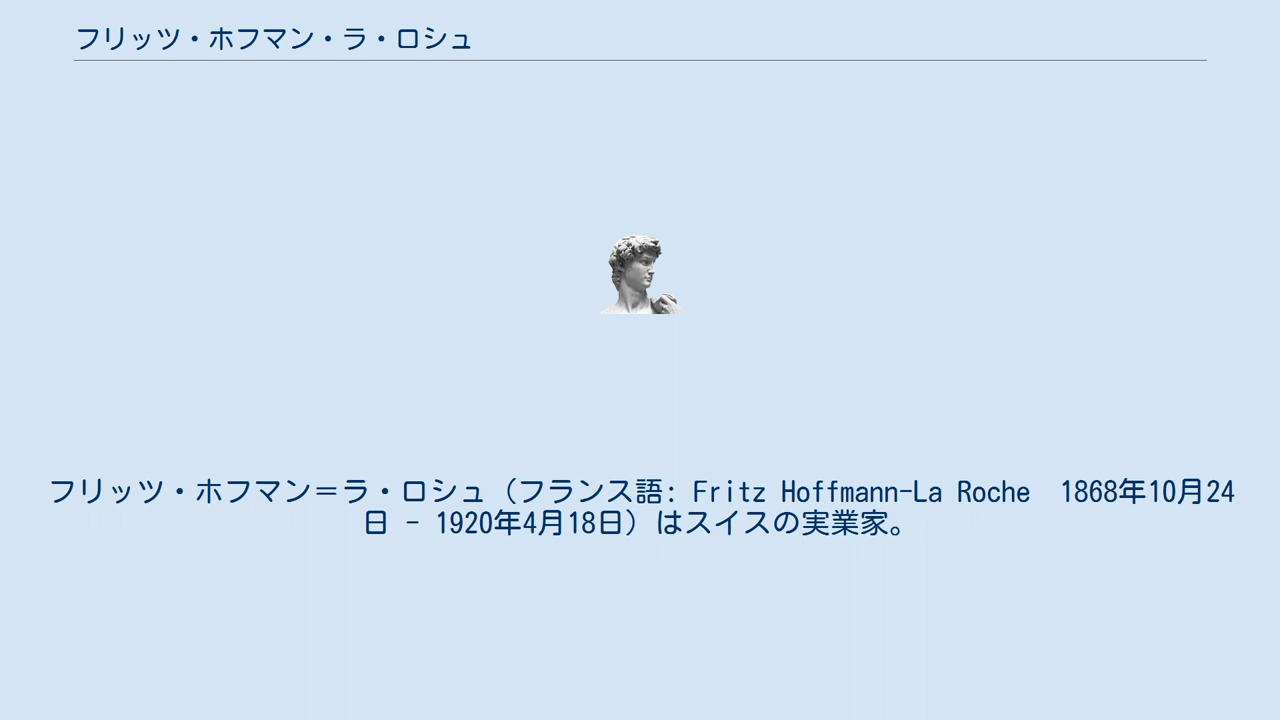 フリッツ・ホフマン・ラ・ロシュ
フリッツ・ホフマン＝ラ・ロシュ（フランス語: Fritz Hoffmann-La Roche　1868年10月24
日 - 1920年4月18日）はスイスの実業家。